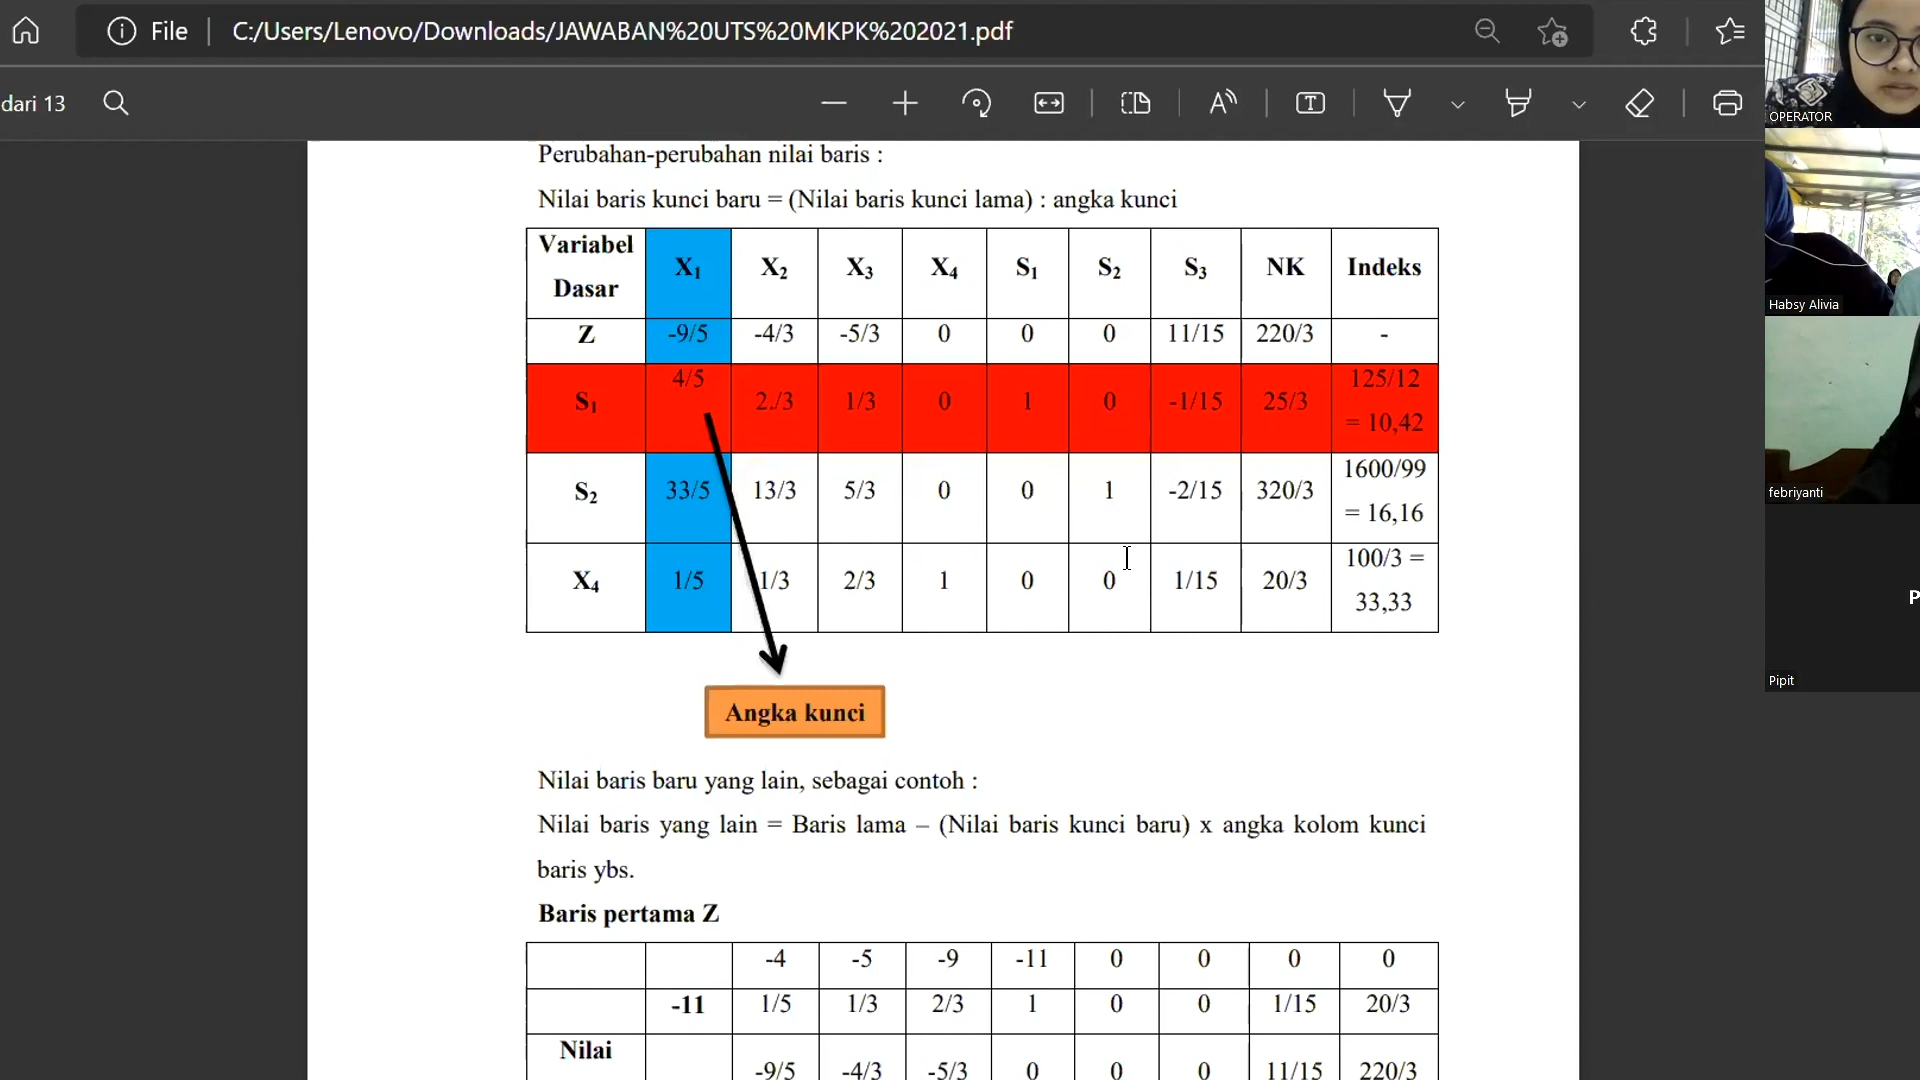 File
C:/Users/Lenovo/Downloads/JAWABAN%20UTS%20MKPK%202021.pdf
dari 13
Perubahan-perubahan nilai baris :
Nilai baris kunci baru = (Nilai baris kunci lama) : angka kunci
Variabel Dasar X₁ X₂ X₃ X₄ S₁ S₂ S₃ NK Indeks
Z -9/5 -4/3 -5/3 0 0 0 11/15 220/3 -
S₁ 4/5 2./3 1/3 0 1 0 -1/15 25/3 125/12 = 10,42
S₂ 33/5 13/3 5/3 0 0 1 -2/15 320/3 1600/99 = 16,16
X₄ 1/5 1/3 2/3 1 0 0 1/15 20/3 100/3 = 33,33
Angka kunci
Nilai baris baru yang lain, sebagai contoh :
Nilai baris yang lain = Baris lama – (Nilai baris kunci baru) x angka kolom kunci
baris ybs.
Baris pertama Z
-4 -5 -9 -11 0 0 0 0
-11 1/5 1/3 2/3 1 0 0 1/15 20/3
Nilai -9/5 -4/3 -5/3 0 0 0 11/15 220/3
OPERATOR
Habsy Alivia
febriyanti
P
Pipit